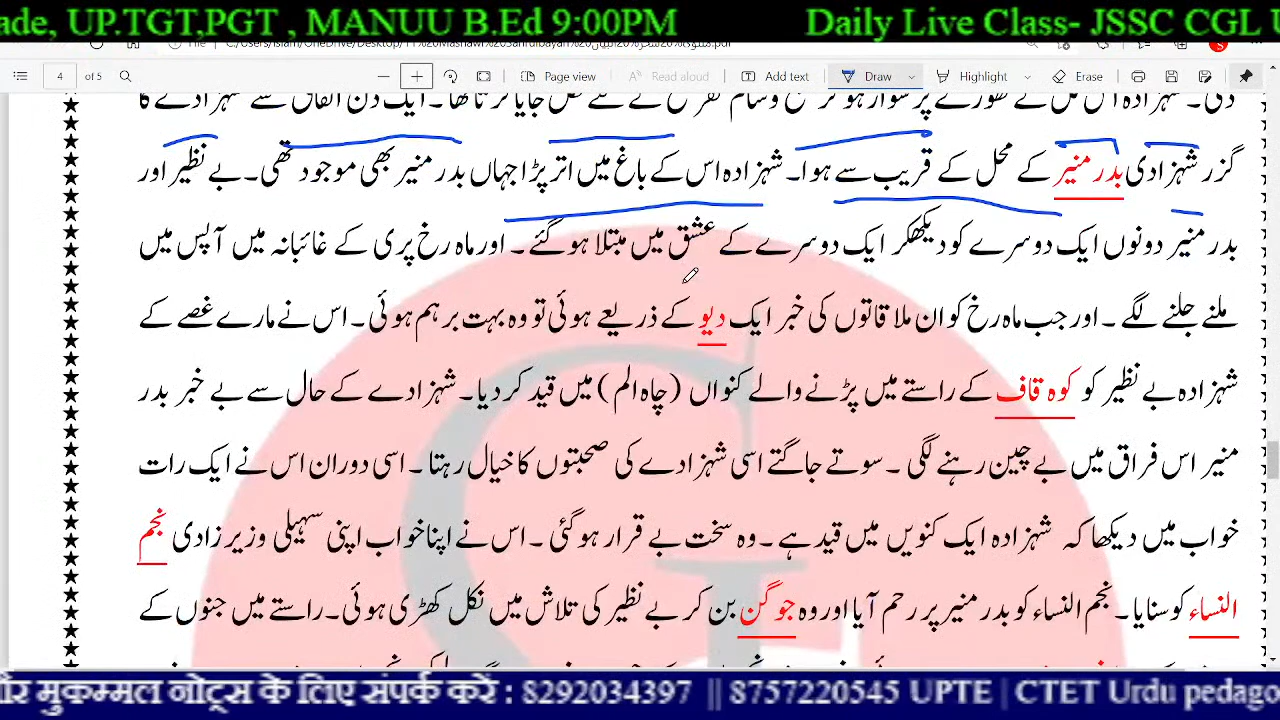 ade, UP.TGT,PGT , MANUU B.Ed 9:00PM Daily Live Class- JSSC CGL U
4 of 5 Page view Read aloud Add text Draw Highlight Erase
گزر شہزادی بدر منیر کے محل کے قریب سے ہوا۔ شہزادہ اس کے باغ میں اتر پڑا جہاں بدر منیر بھی موجود تھی۔ بے نظیر اور
بدر منیر دونوں ایک دوسرے کو دیکھکر ایک دوسرے کے عشق میں مبتلا ہو گئے۔ اور ماہ رخ پری کے غائبانہ میں آپس میں
ملنے جلنے لگے۔ اور جب ماہ رخ کو ان ملاقاتوں کی خبر ایک دیو کے ذریعے ہوئی تو وہ بہت برہم ہوئی۔ اس نے مارے غصے کے
شہزادہ بے نظیر کو کوہ قاف کے راستے میں پڑنے والے کنواں (چاہ الم) میں قید کر دیا۔ شہزادے کے حال سے بے خبر بدر
منیر اس فراق میں بے چین رہنے لگی۔ سوتے جاگتے اسی شہزادے کی صحبتوں کا خیال رہتا۔ اسی دوران اس نے ایک رات
خواب میں دیکھا کہ شہزادہ ایک کنویں میں قید ہے۔ وہ سخت بے قرار ہو گئی۔ اس نے اپنا خواب اپنی سہیلی وزیر زادی نجم
النساء کو سنایا۔ نجم النساء کو بدر منیر پر رحم آیا اور وہ جوگن بن کر بے نظیر کی تلاش میں نکل کھڑی ہوئی۔ راستے میں جنوں کے
और मुकम्मल नोट्स के लिए संपर्क करे : 8292034397 || 8757220545 UPTE | CTET Urdu pedago